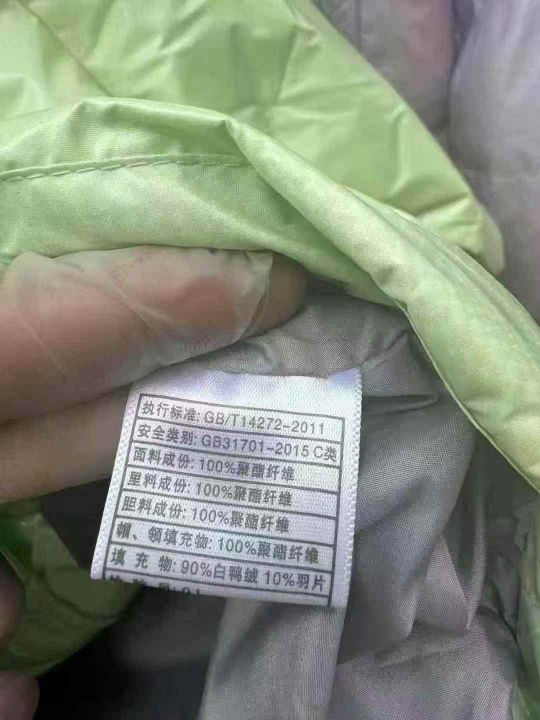 执行标准: GB/T14272-2011
安全类别: GB31701-2015 C类
面料成份: 100%聚酯纤维
里料成份: 100%聚酯纤维
胆料成份: 100%聚酯纤维
帽、领填充物: 100%聚酯纤维
填 充 物: 90%白鸭绒 10%羽片